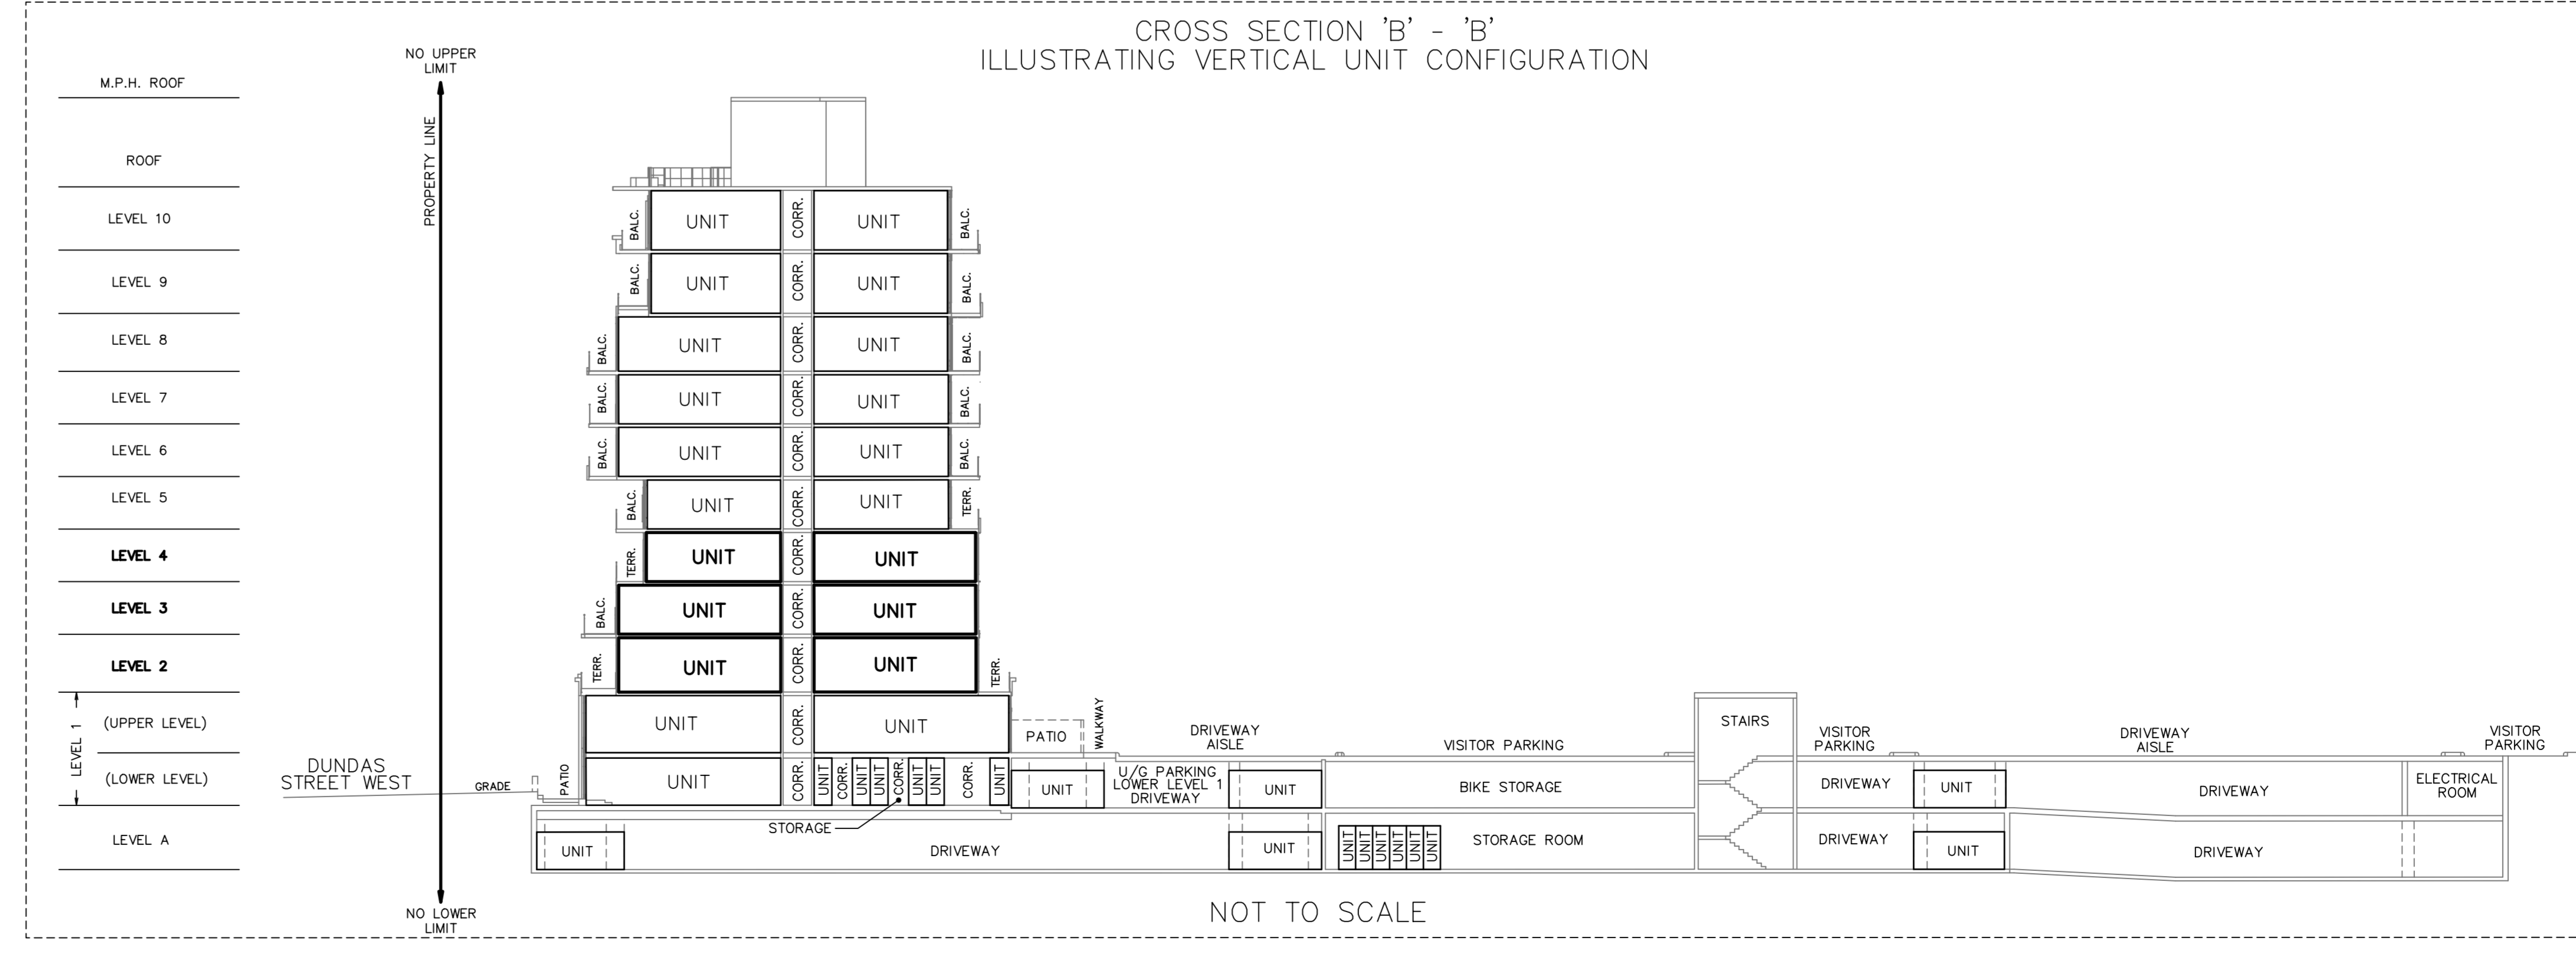 CROSS SECTION 'B' - 'B'
ILLUSTRATING VERTICAL UNIT CONFIGURATION
NO UPPER
LIMIT
PROPERTY LINE
NO LOWER
LIMIT
M.P.H. ROOF
ROOF
LEVEL 10
BALC. UNIT CORR. UNIT BALC.
LEVEL 9
BALC. UNIT CORR. UNIT BALC.
LEVEL 8
BALC. UNIT CORR. UNIT BALC.
LEVEL 7
BALC. UNIT CORR. UNIT BALC.
LEVEL 6
BALC. UNIT CORR. UNIT BALC.
LEVEL 5
BALC. UNIT CORR. UNIT TERR.
LEVEL 4
TERR. UNIT CORR. UNIT
LEVEL 3
BALC. UNIT CORR. UNIT
LEVEL 2
TERR. UNIT CORR. UNIT TERR.
LEVEL 1
(UPPER LEVEL)
UNIT CORR. UNIT
PATIO
WALKWAY
DRIVEWAY
AISLE
VISITOR PARKING
STAIRS
VISITOR
PARKING
DRIVEWAY
AISLE
VISITOR
PARKING
(LOWER LEVEL)
DUNDAS
STREET WEST
GRADE
PATIO
UNIT CORR. UNIT CORR. UNIT UNIT CORR. UNIT UNIT CORR. UNIT
UNIT
U/G PARKING
LOWER LEVEL 1
DRIVEWAY
UNIT
BIKE STORAGE
DRIVEWAY
UNIT
DRIVEWAY
ELECTRICAL
ROOM
STORAGE
LEVEL A
UNIT
DRIVEWAY
UNIT
UNIT UNIT UNIT UNIT UNIT UNIT
STORAGE ROOM
DRIVEWAY
UNIT
DRIVEWAY
NOT TO SCALE